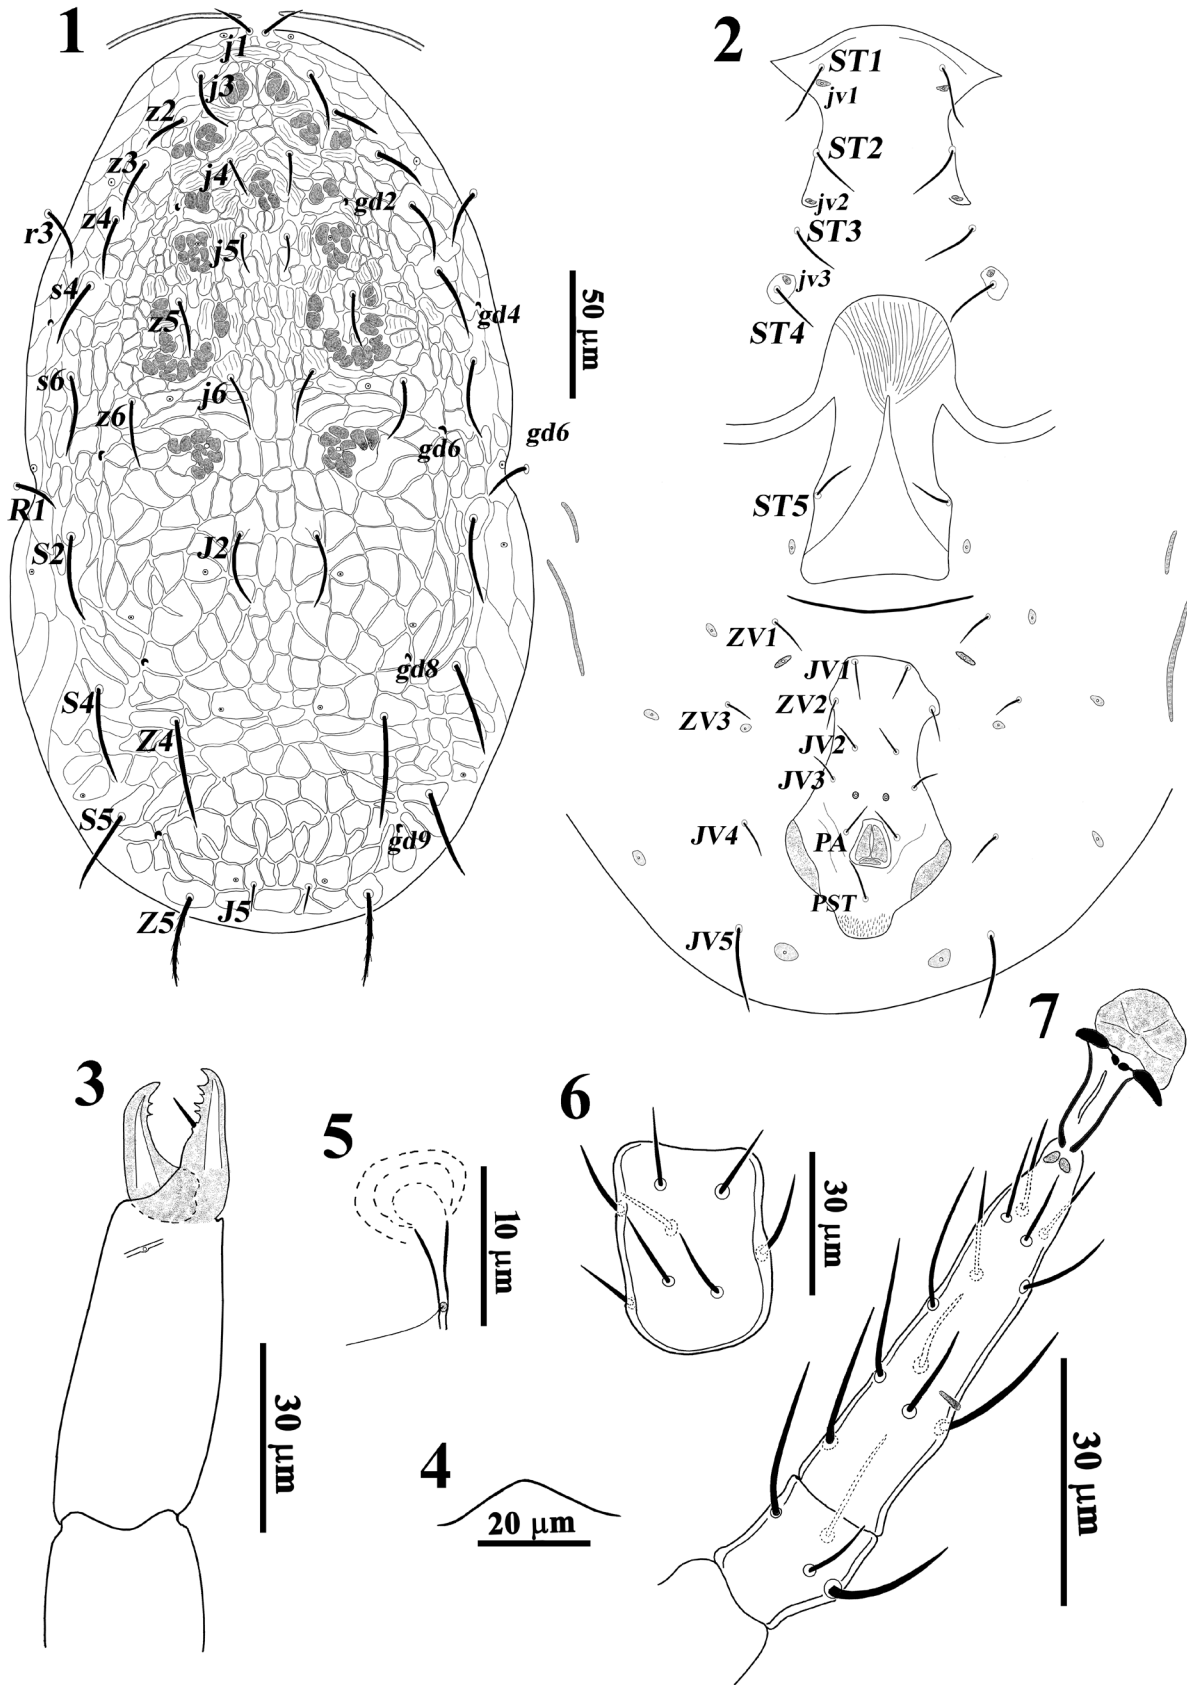 1
j1
j3
z2
z3
j4
gd2
r3
z4
j5
s4
z5
gd4
s6
j6
z6
gd6
gd6
R1
S2
J2
gd8
S4
Z4
S5
gd9
Z5
J5
50 μm
2
ST1
jv1
ST2
jv2
ST3
jv3
ST4
ST5
ZV1
JV1
ZV2
ZV3
JV2
JV3
JV4
PA
PST
JV5
3
30 μm
4
20 μm
5
10 μm
6
30 μm
7
30 μm